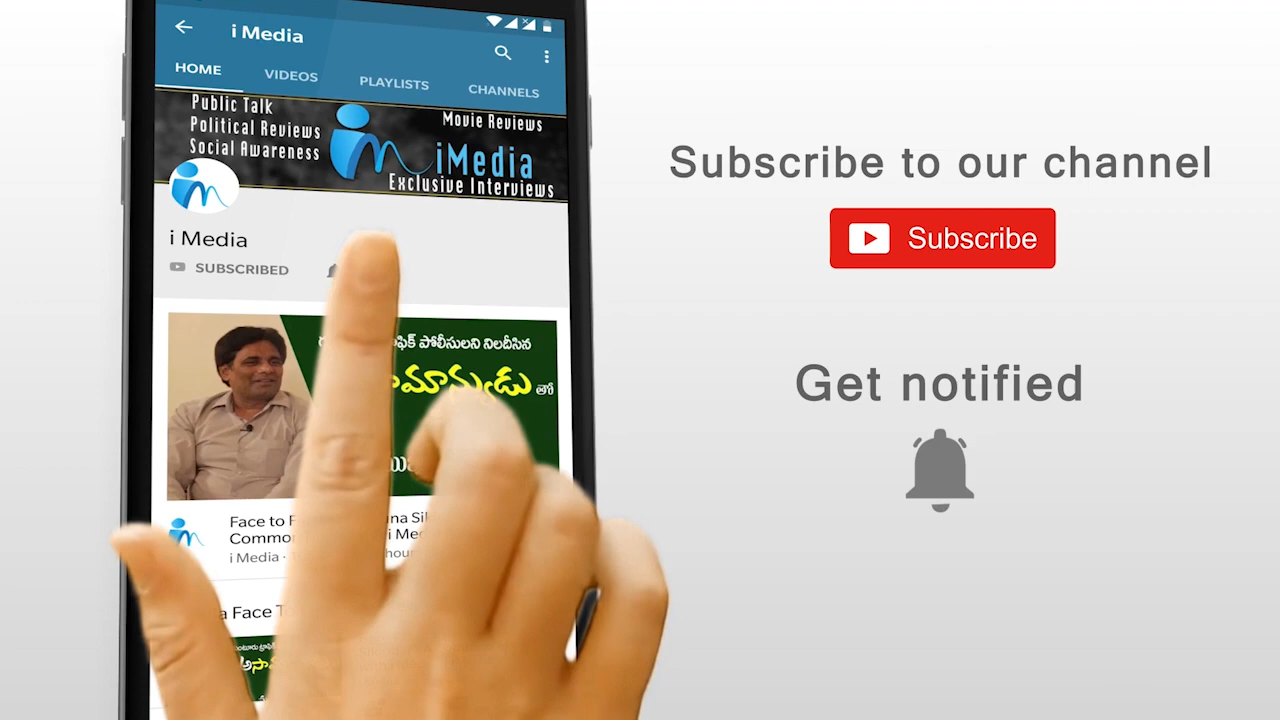 i Media
HOME VIDEOS PLAYLISTS CHANNELS
Public Talk
Political Reviews
Social Awareness
Movie Reviews
iMedia
Exclusive Interviews
i Media
SUBSCRIBED
పోలీసులని నిలదీసిన
తో
Face to
Common
i Media
Face
Subscribe to our channel
Subscribe
Get notified